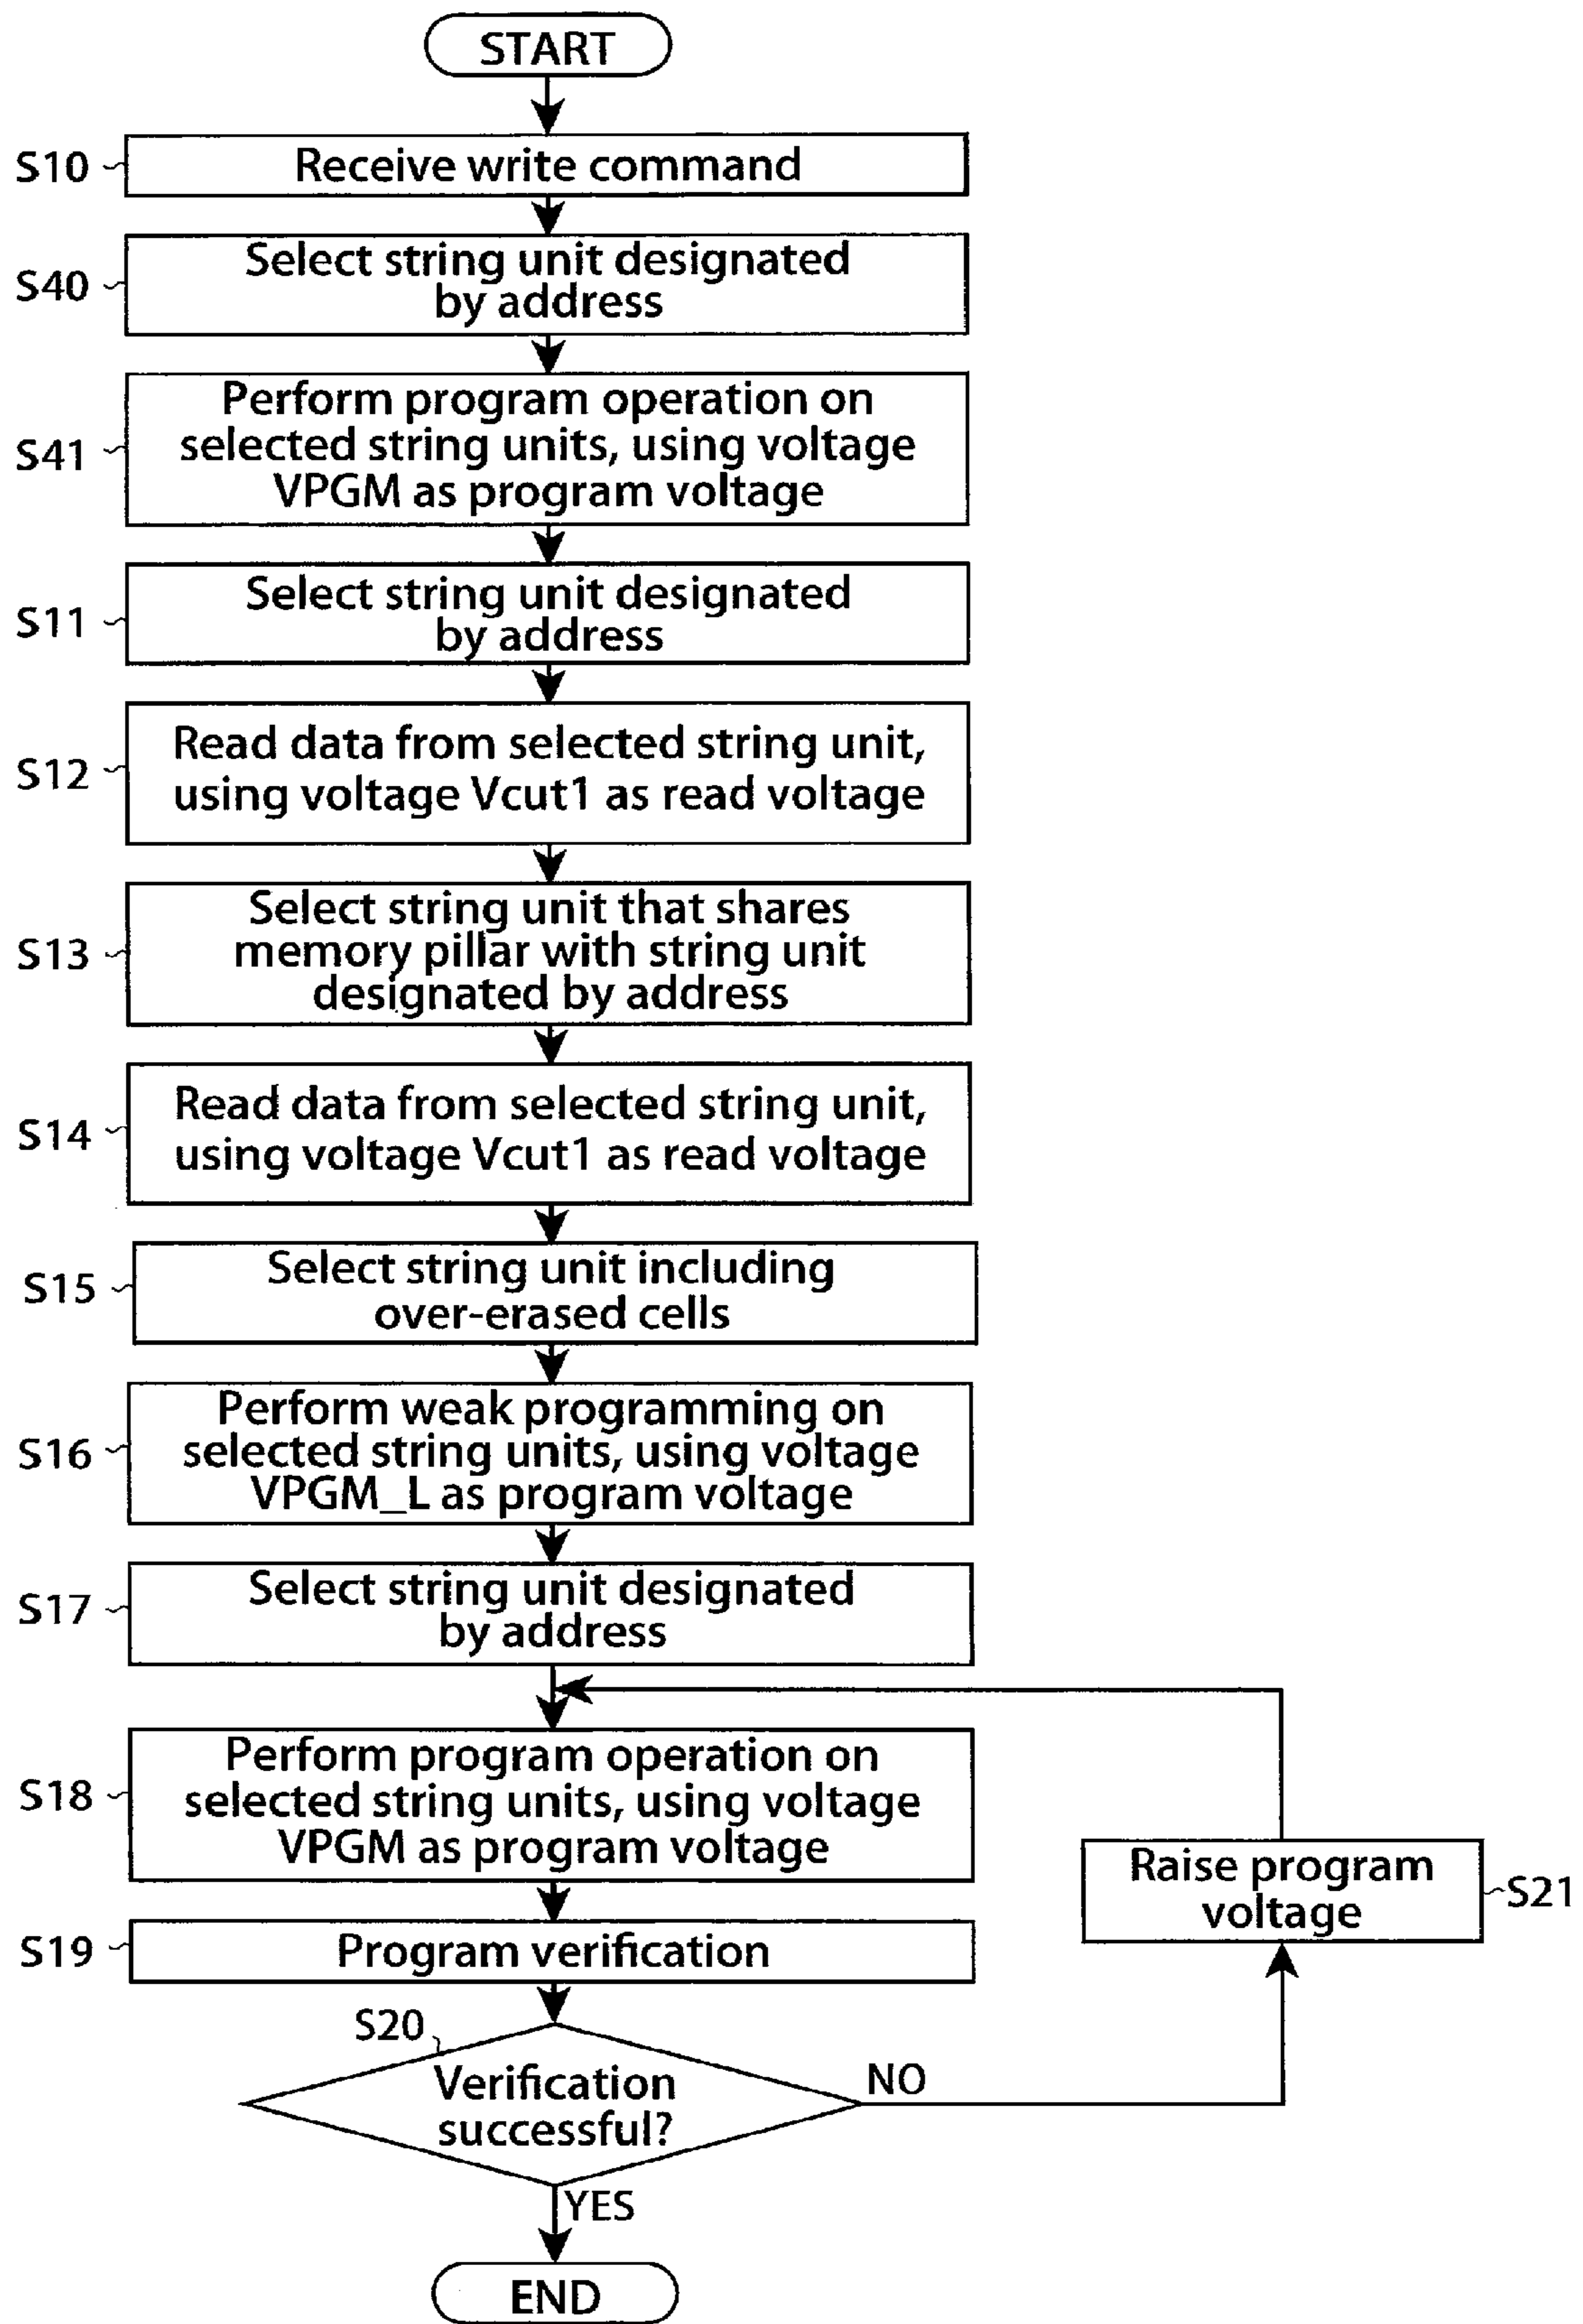 START
S10
Receive write command
S40
Select string unit designated
by address
S41
Perform program operation on
selected string units, using voltage
VPGM as program voltage
S11
Select string unit designated
by address
S12
Read data from selected string unit,
using voltage Vcut1 as read voltage
S13
Select string unit that shares
memory pillar with string unit
designated by address
S14
Read data from selected string unit,
using voltage Vcut1 as read voltage
S15
Select string unit including
over-erased cells
S16
Perform weak programming on
selected string units, using voltage
VPGM_L as program voltage
S17
Select string unit designated
by address
S18
Perform program operation on
selected string units, using voltage
VPGM as program voltage
Raise program
voltage
S21
S19
Program verification
S20
Verification
successful?
NO
YES
END